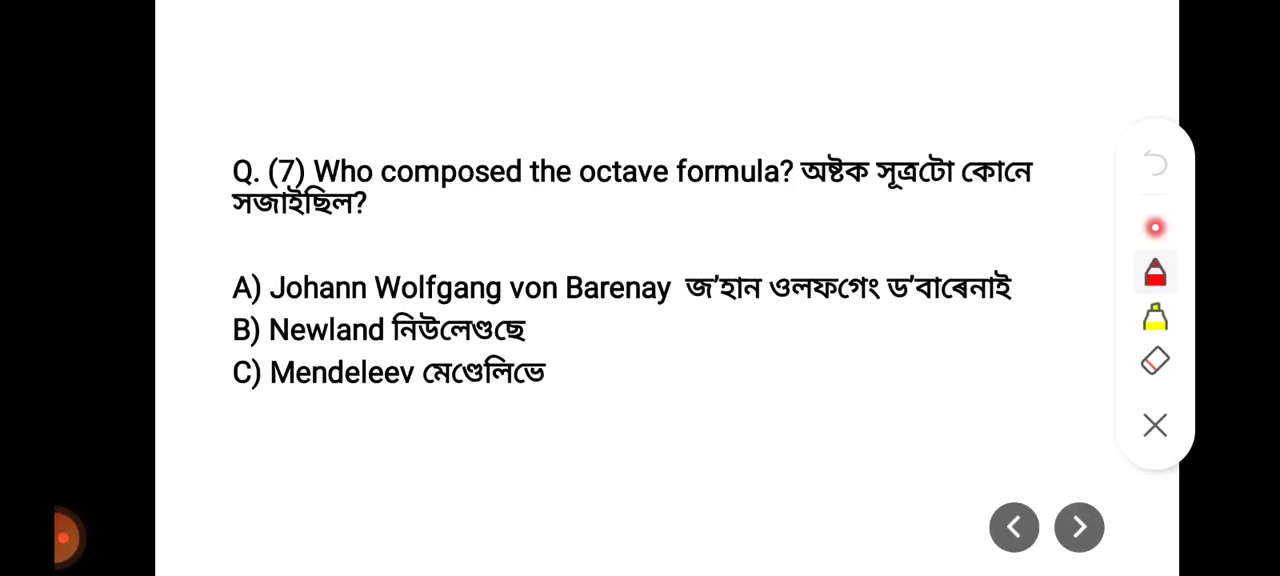 Q. (7) Who composed the octave formula? অষ্টক সূত্ৰটো কোনে
সজাইছিল?
A) Johann Wolfgang von Barenay জ'হান ওলফগেং ড'বাৰেনাই
B) Newland নিউলেণ্ডছে
C) Mendeleev মেণ্ডেলিভে